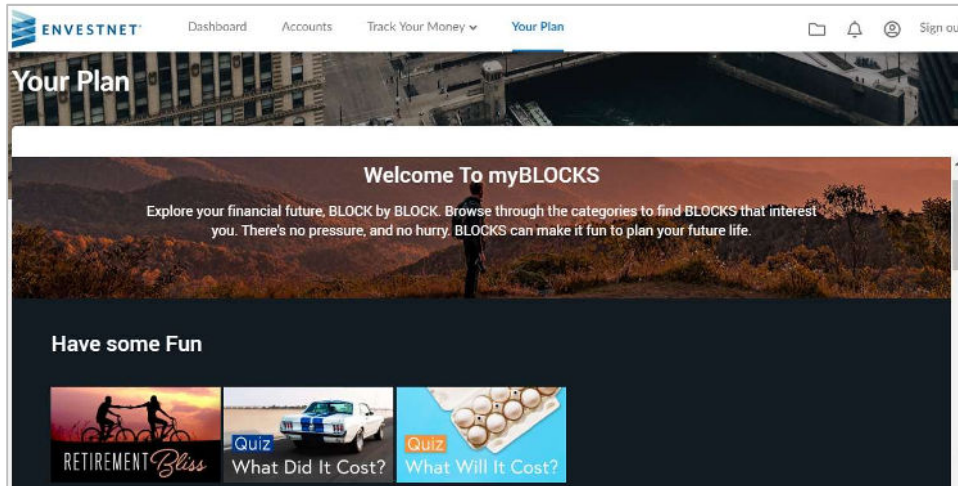 ENVESTNET
Dashboard
Accounts
Track Your Money
Your Plan
Sign ou
Your Plan
Welcome To myBLOCKS
Explore your financial future, BLOCK by BLOCK. Browse through the categories to find BLOCKS that interest
you. There's no pressure, and no hurry. BLOCKS can make it fun to plan your future life.
Have some Fun
RETIREMENT Bliss
Quiz
What Did It Cost?
Quiz
What Will It Cost?